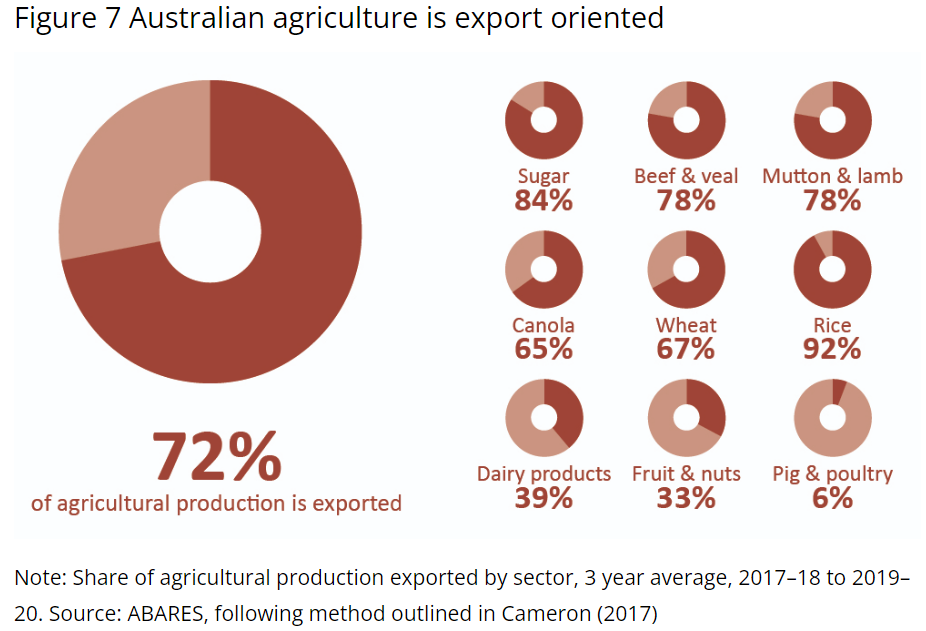 Figure 7 Australian agriculture is export oriented
72%
of agricultural production is exported
Sugar
84%
Beef & veal
78%
Mutton & lamb
78%
Canola
65%
Wheat
67%
Rice
92%
Dairy products
39%
Fruit & nuts
33%
Pig & poultry
6%
Note: Share of agricultural production exported by sector, 3 year average, 2017–18 to 2019–
20. Source: ABARES, following method outlined in Cameron (2017)